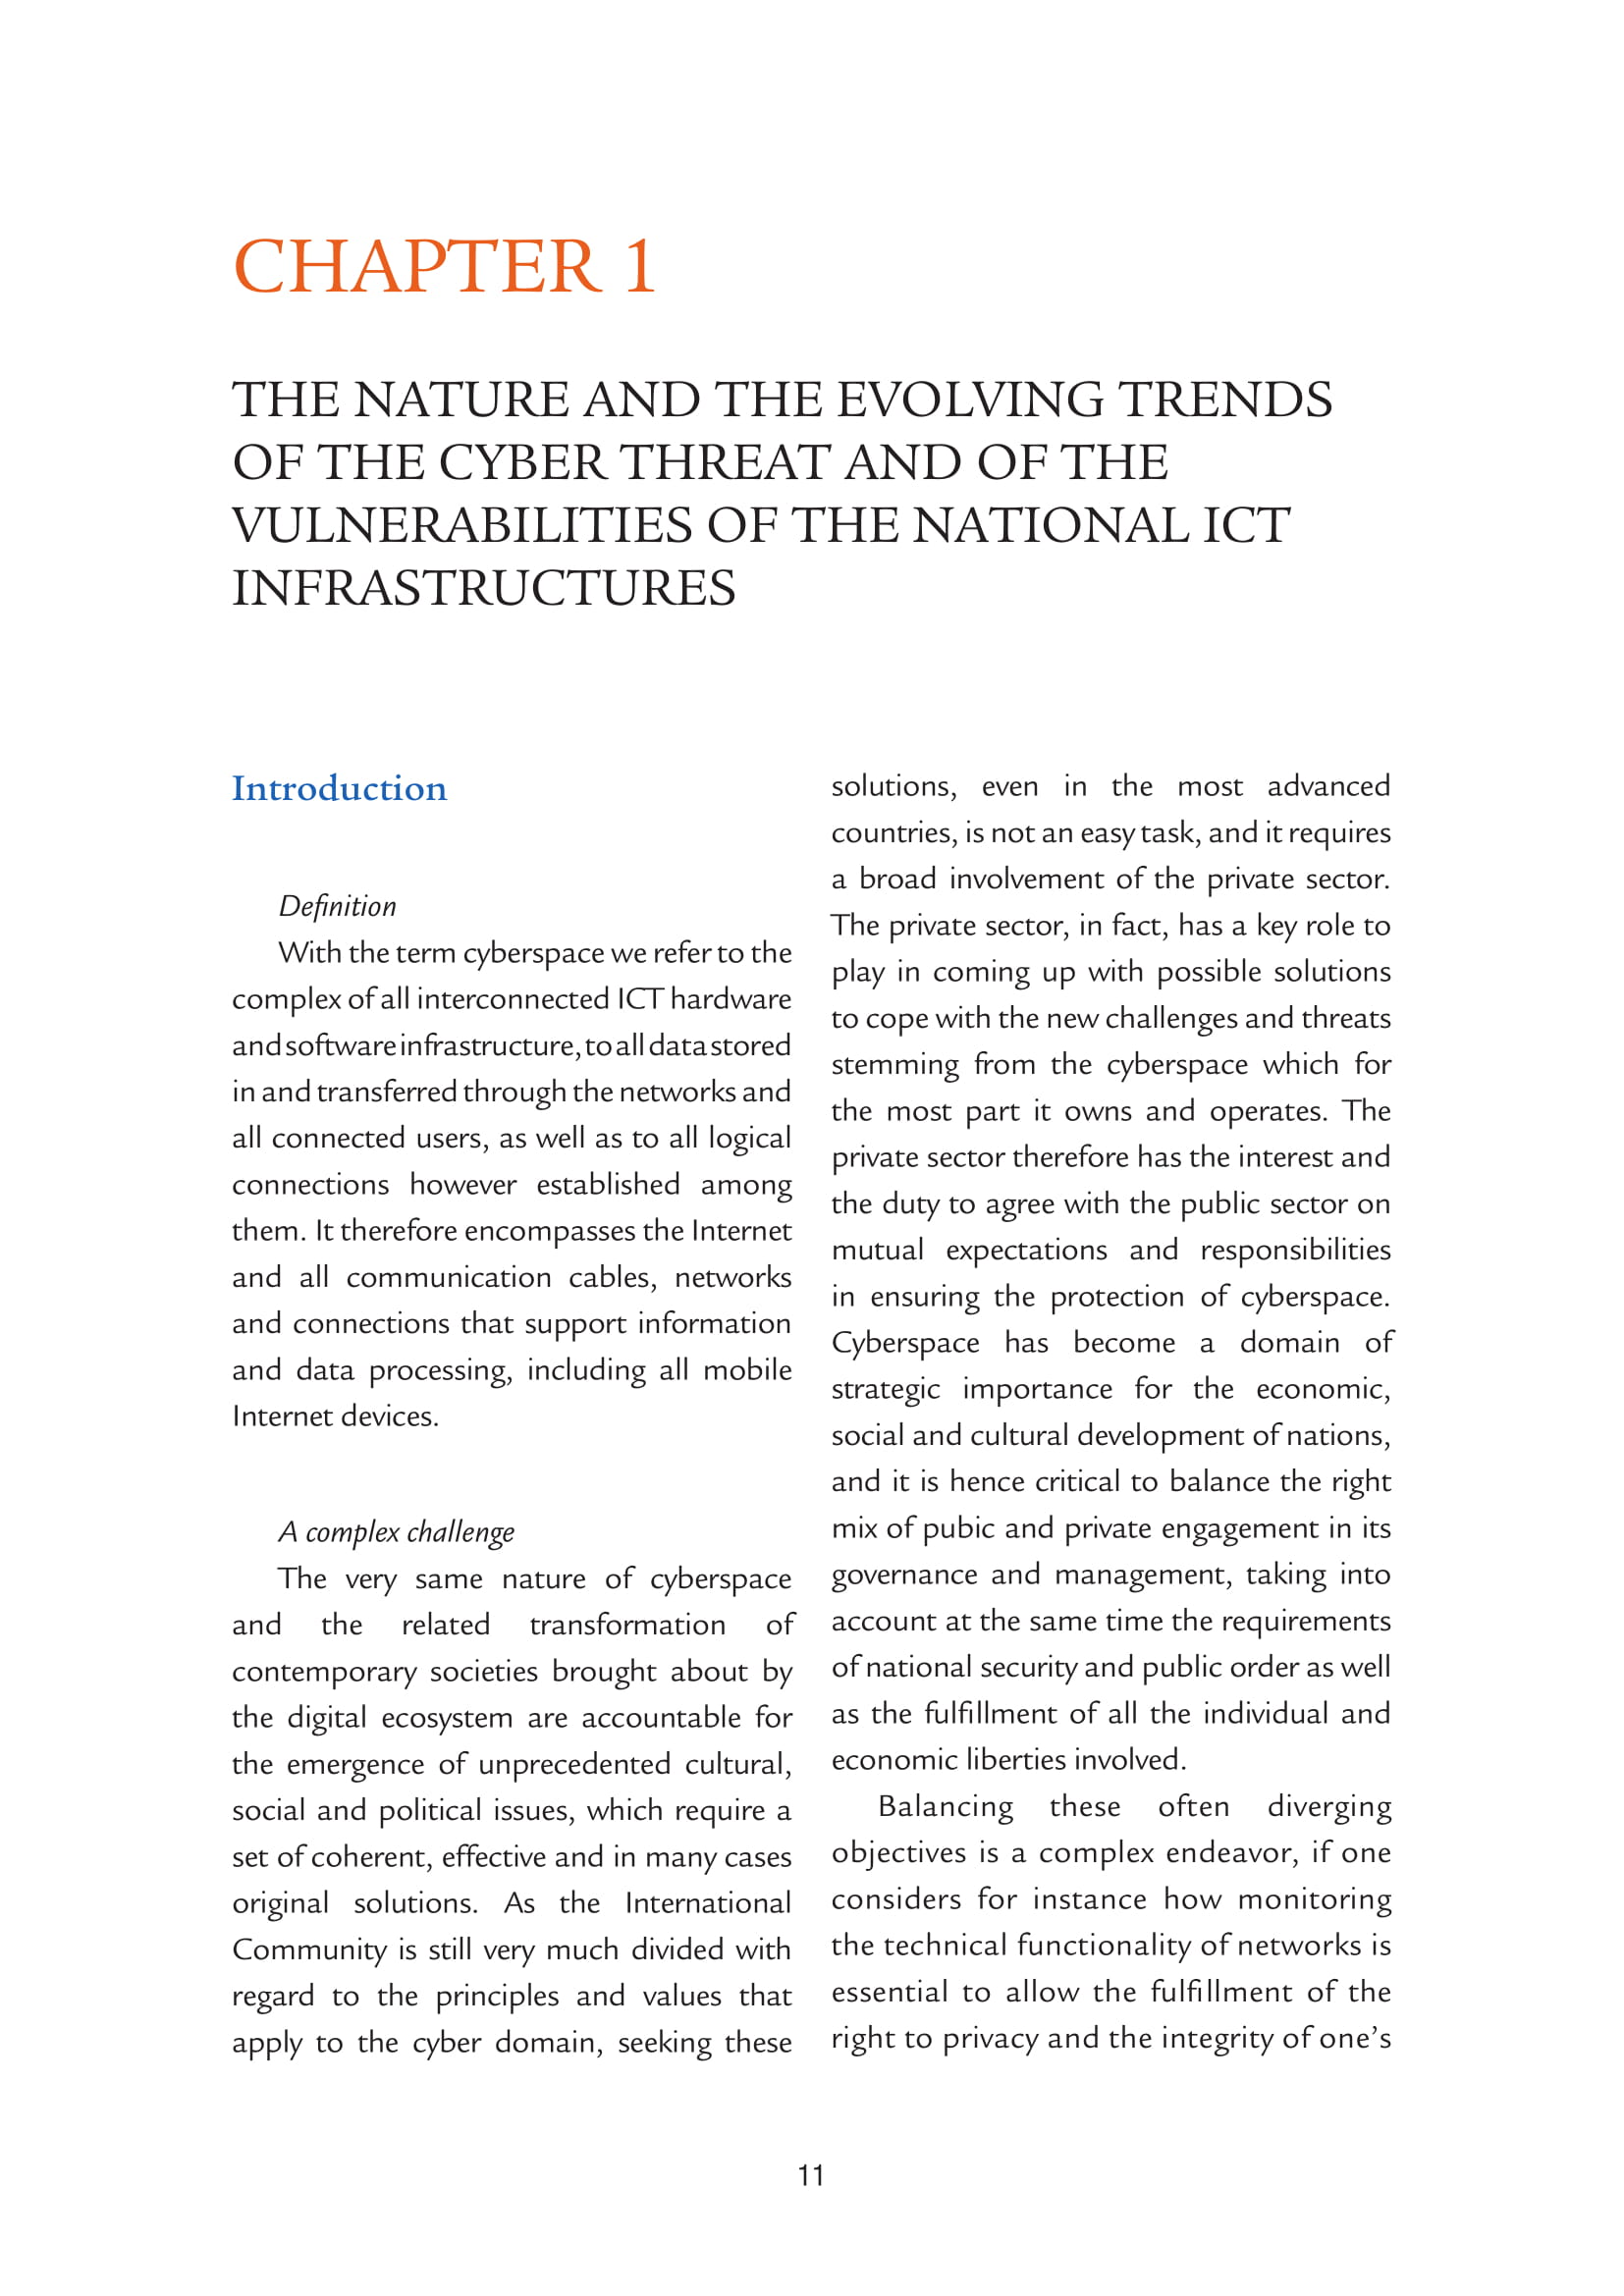 CHAPTER 1
THE NATURE AND THE EVOLVING TRENDS
OF THE CYBER THREAT AND OF THE
VULNERABILITIES OF THE NATIONAL ICT
INFRASTRUCTURES
Introduction
Definition
With the term cyberspace we refer to the
complex of all interconnected ICT hardware
and software infrastructure, to all data stored
in and transferred through the networks and
all connected users, as well as to all logical
connections however established among
them. It therefore encompasses the Internet
and all communication cables, networks
and connections that support information
and data processing, including all mobile
Internet devices.
A complex challenge
The very same nature of cyberspace
and the related transformation of
contemporary societies brought about by
the digital ecosystem are accountable for
the emergence of unprecedented cultural,
social and political issues, which require a
set of coherent, effective and in many cases
original solutions. As the International
Community is still very much divided with
regard to the principles and values that
apply to the cyber domain, seeking these
solutions, even in the most advanced
countries, is not an easy task, and it requires
a broad involvement of the private sector.
The private sector, in fact, has a key role to
play in coming up with possible solutions
to cope with the new challenges and threats
stemming from the cyberspace which for
the most part it owns and operates. The
private sector therefore has the interest and
the duty to agree with the public sector on
mutual expectations and responsibilities
in ensuring the protection of cyberspace.
Cyberspace has become a domain of
strategic importance for the economic,
social and cultural development of nations,
and it is hence critical to balance the right
mix of pubic and private engagement in its
governance and management, taking into
account at the same time the requirements
of national security and public order as well
as the fulfillment of all the individual and
economic liberties involved.
Balancing these often diverging
objectives is a complex endeavor, if one
considers for instance how monitoring
the technical functionality of networks is
essential to allow the fulfillment of the
right to privacy and the integrity of one’s
11